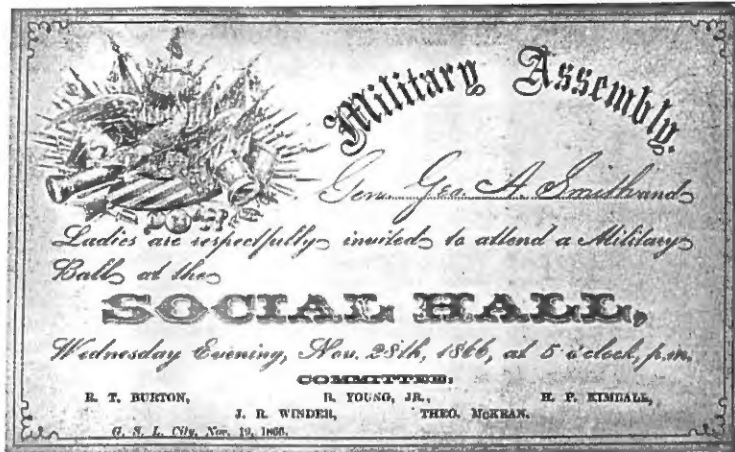 Military Assembly.
Gen. Geo. A. Smith and
Ladies are respectfully invited to attend a Military
Ball at the
SOCIAL HALL,
Wednesday Evening, Nov. 28th, 1866, at 5 o'clock, p.m.
COMMITTEE:
R. T. BURTON, B. YOUNG, JR., H. P. KIMBALL,
J. R. WINDER, THEO. McKEAN.
G. S. L. City, Nov. 19, 1866.